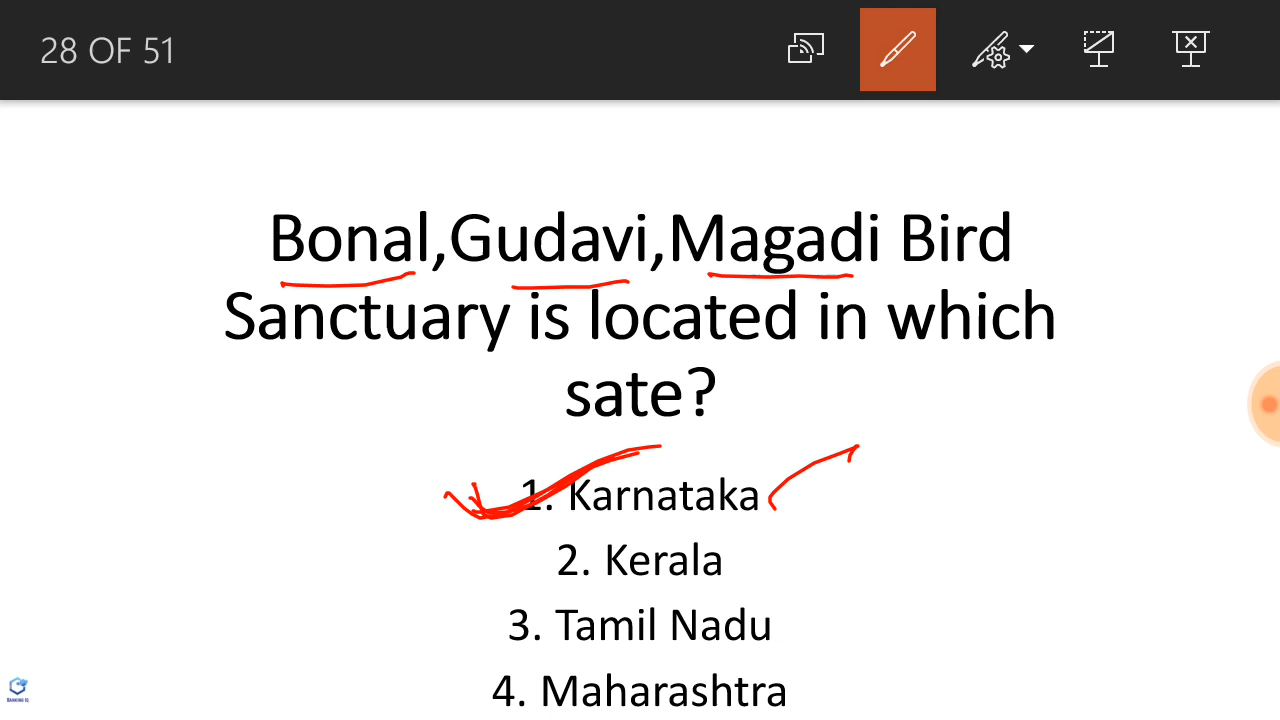 28 OF 51
Bonal,Gudavi,Magadi Bird
Sanctuary is located in which
sate?
1. Karnataka
2. Kerala
3. Tamil Nadu
4. Maharashtra